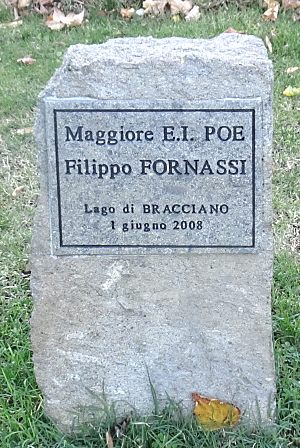 Maggiore E.I. POE
Filippo FORNASSI
Lago di BRACCIANO
1 giugno 2008